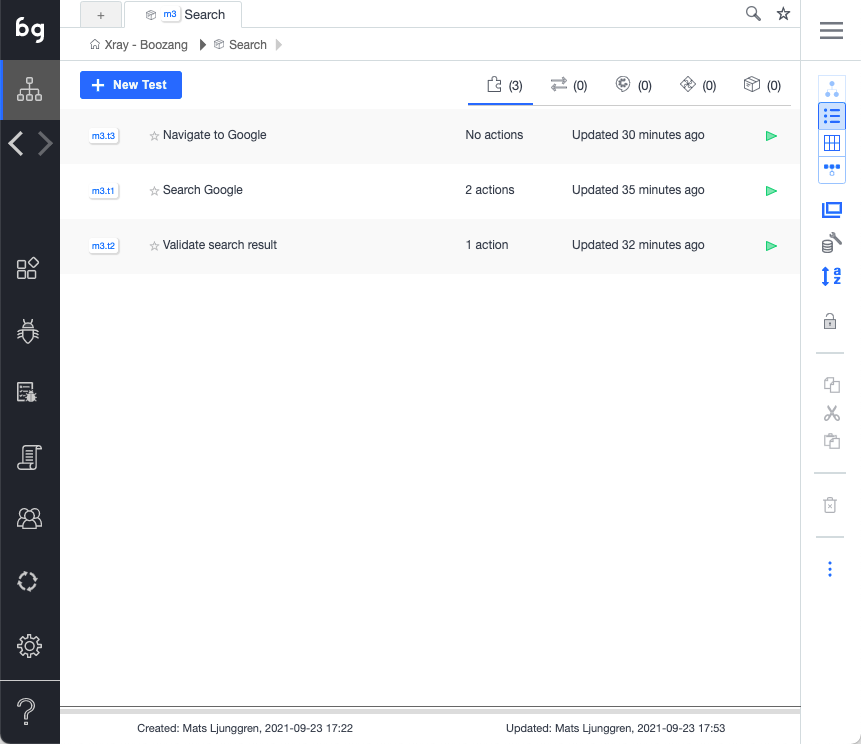 bg
+ m3 Search
Xray - Boozang Search
+ New Test (3) (0) (0) (0) (0)
m3.t3 Navigate to Google No actions Updated 30 minutes ago
m3.t1 Search Google 2 actions Updated 35 minutes ago
m3.t2 Validate search result 1 action Updated 32 minutes ago
a
z
?
Created: Mats Ljunggren, 2021-09-23 17:22 Updated: Mats Ljunggren, 2021-09-23 17:53